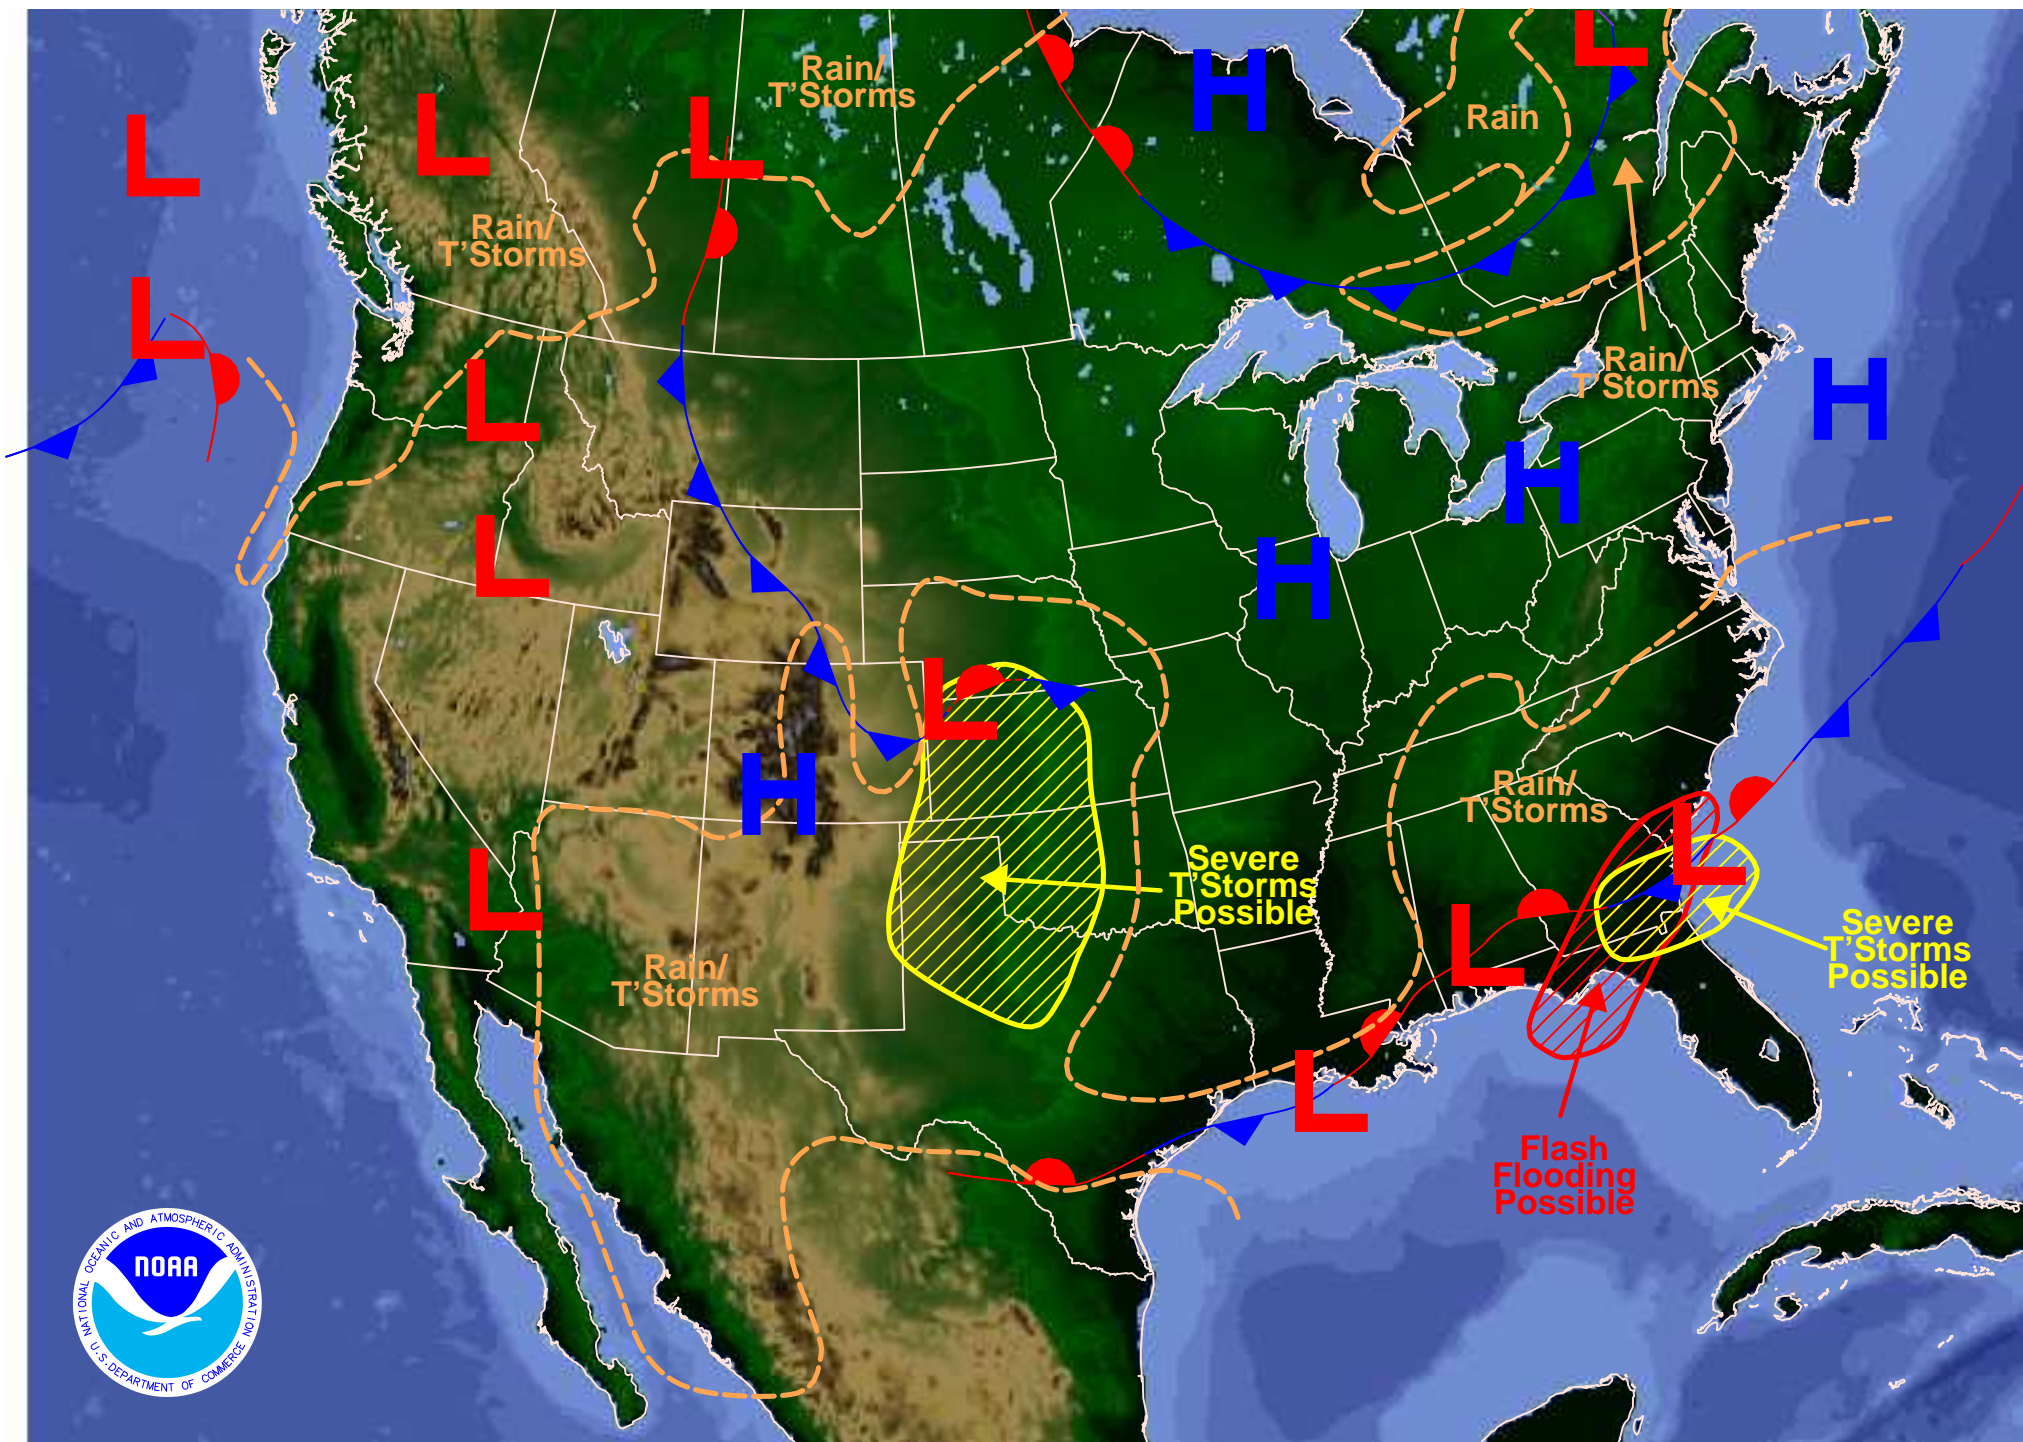 Rain/
T'Storms
Rain
Rain/
T'Storms
Rain/
T'Storms
Rain/
T'Storms
Severe
T'Storms
Possible
Severe
T'Storms
Possible
Rain/
T'Storms
Flash
Flooding
Possible
L
L
L
L
L
L
L
L
L
L
L
L
H
H
H
H
H
NOAA
NATIONAL OCEANIC AND ATMOSPHERIC ADMINISTRATION
U.S. DEPARTMENT OF COMMERCE